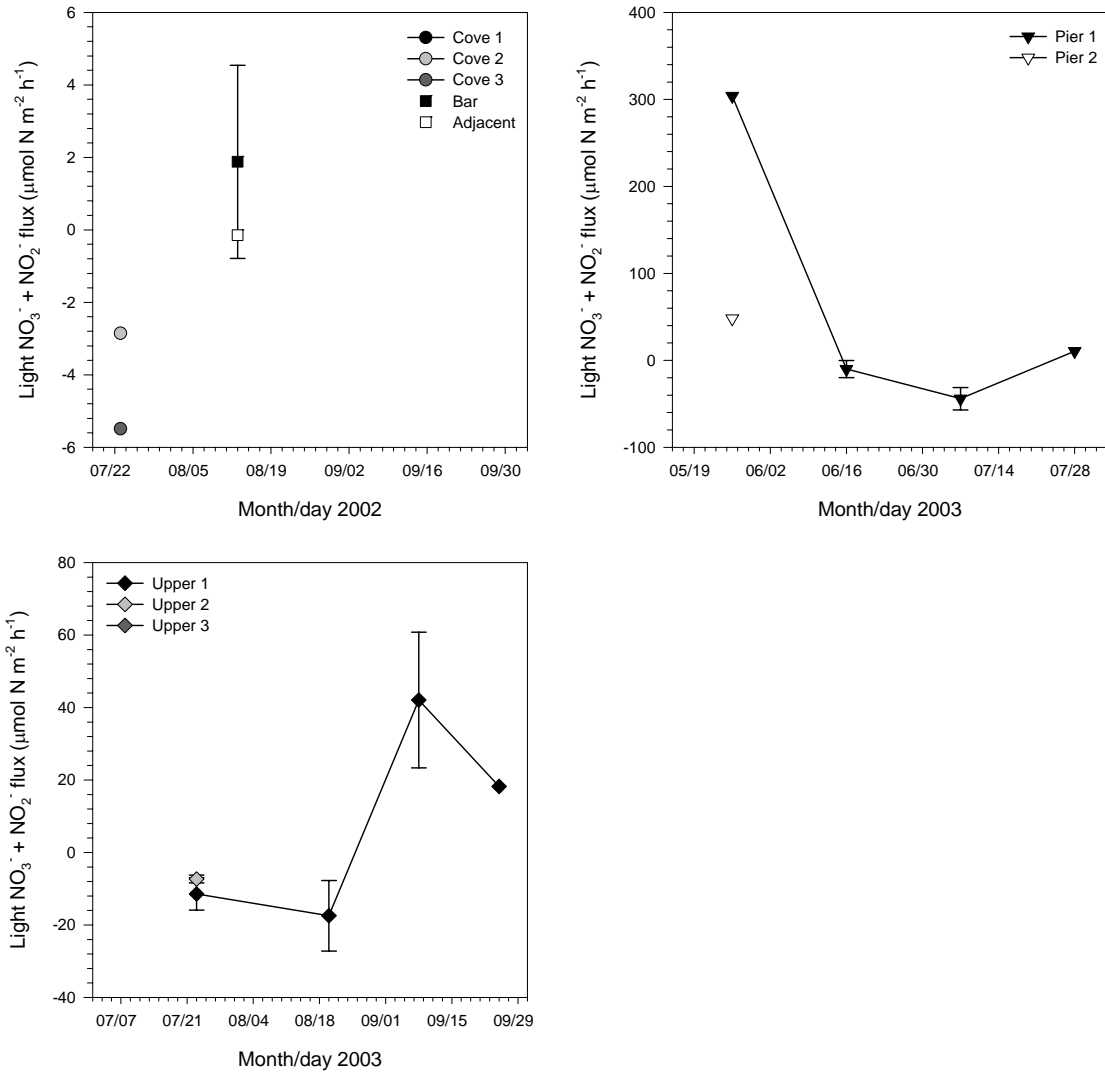 Light NO₃⁻ + NO₂⁻ flux (μmol N m⁻² h⁻¹)
6
4
2
0
-2
-4
-6
07/22 08/05 08/19 09/02 09/16 09/30
Month/day 2002
Cove 1
Cove 2
Cove 3
Bar
Adjacent
Light NO₃⁻ + NO₂⁻ flux (μmol N m⁻² h⁻¹)
400
300
200
100
0
-100
05/19 06/02 06/16 06/30 07/14 07/28
Month/day 2003
Pier 1
Pier 2
Light NO₃⁻ + NO₂⁻ flux (μmol N m⁻² h⁻¹)
80
60
40
20
0
-20
-40
07/07 07/21 08/04 08/18 09/01 09/15 09/29
Month/day 2003
Upper 1
Upper 2
Upper 3